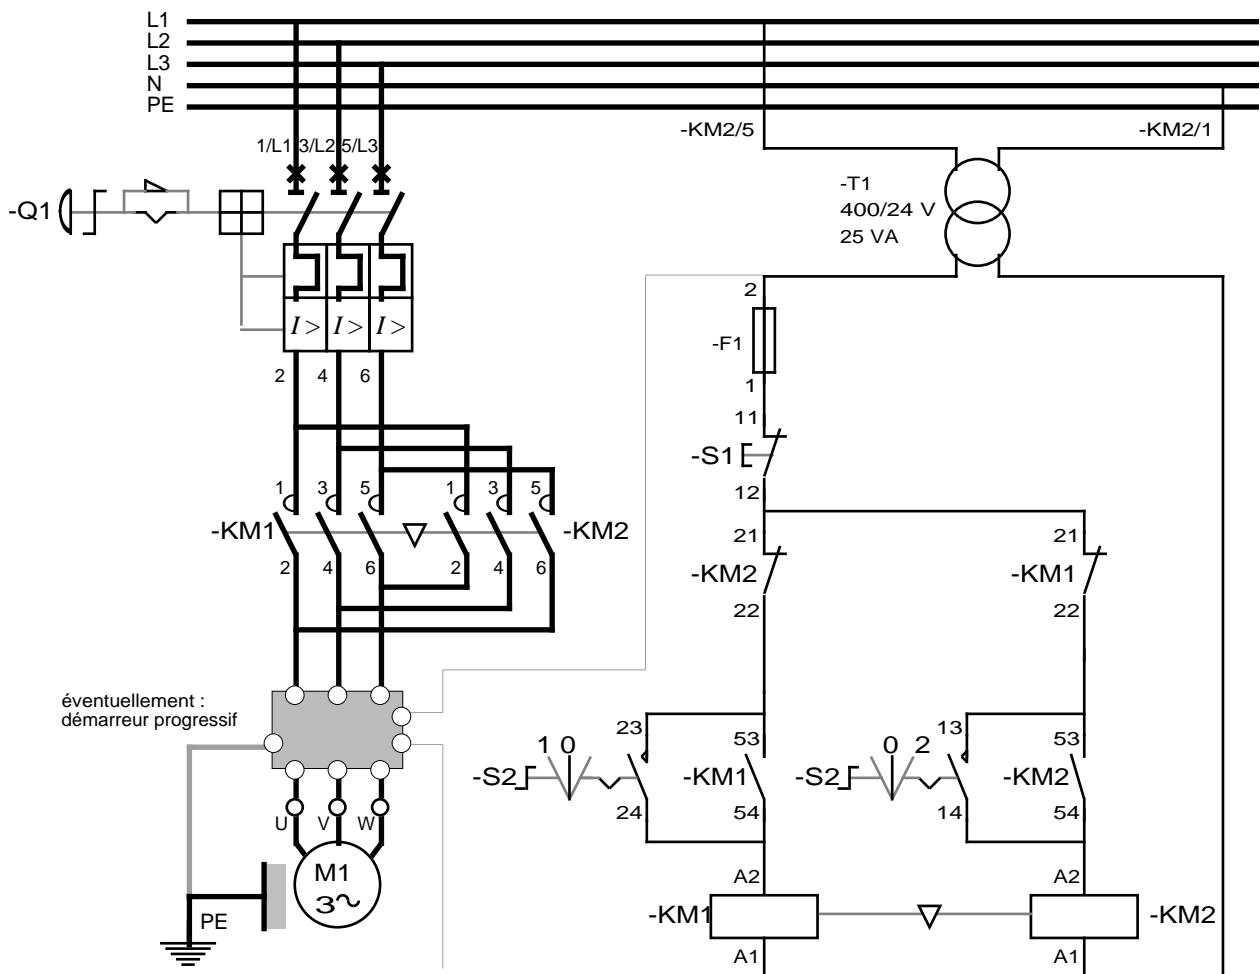 L1
L2
L3
N
PE
1/L1 3/L2 5/L3
-KM2/5
-KM2/1
-Q1
-T1
400/24 V
25 VA
I > I > I >
2 4 6
2
-F1
1
11
-S1
12
1 3 5 1 3 5
-KM1
-KM2
2 4 6 2 4 6
21
-KM2
22
21
-KM1
22
éventuellement :
démarreur progressif
23
53
13
53
1 0
0 2
-S2
-KM1
-S2
-KM2
24
54
14
54
U V W
M1
3~
PE
A2
-KM1
A1
A2
-KM2
A1